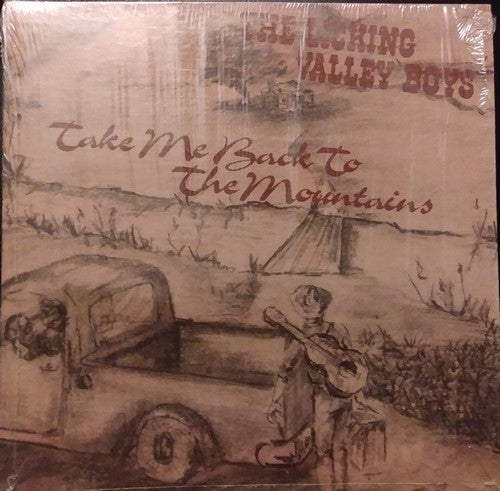 THE LICKING
VALLEY BOYS
Take Me Back To
The Mountains